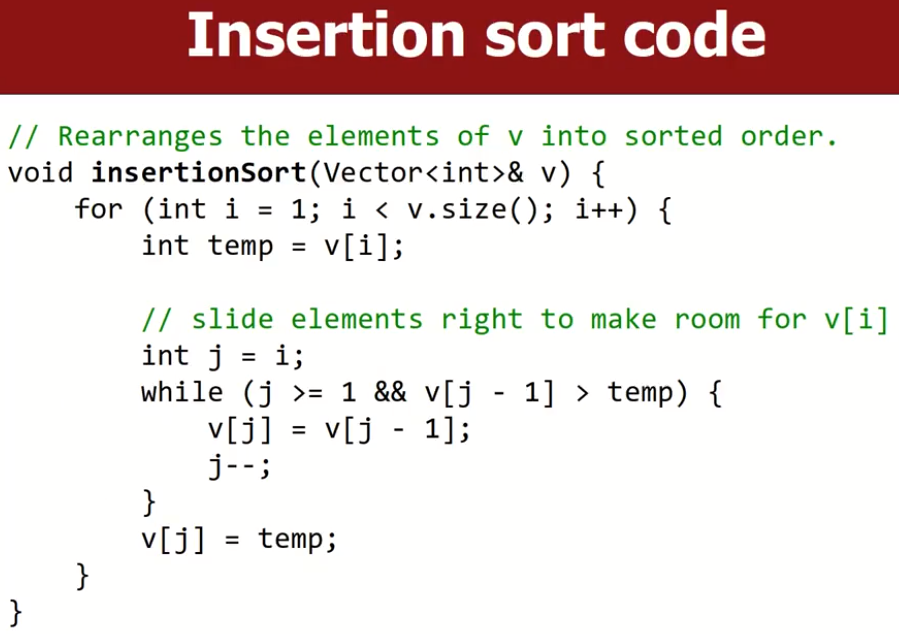 Insertion sort code
// Rearranges the elements of v into sorted order.
void insertionSort(Vector<int>& v) {
    for (int i = 1; i < v.size(); i++) {
        int temp = v[i];
        // slide elements right to make room for v[i]
        int j = i;
        while (j >= 1 && v[j - 1] > temp) {
            v[j] = v[j - 1];
            j--;
        }
        v[j] = temp;
    }
}